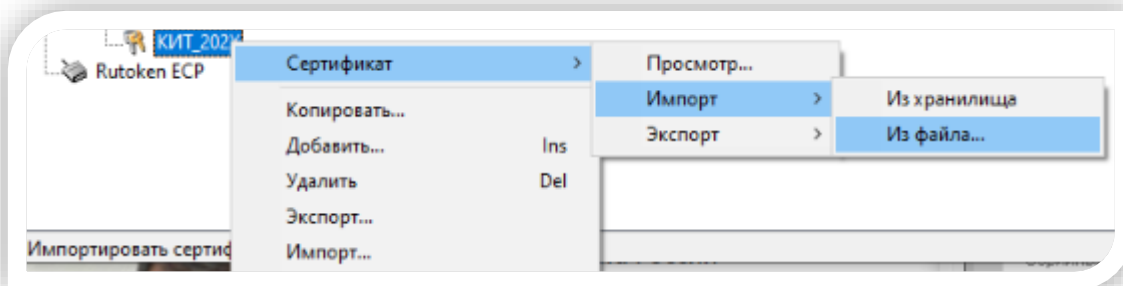 КИТ_202
Rutoken ECP
Сертификат
Копировать...
Добавить... Ins
Удалить Del
Экспорт...
Импорт...
Просмотр...
Импорт
Экспорт
Из хранилища
Из файла...
Импортировать